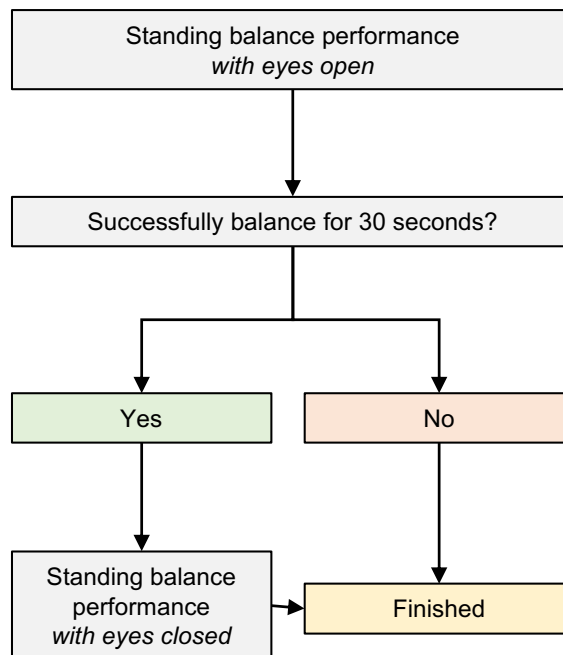 Standing balance performance
with eyes open
Successfully balance for 30 seconds?
Yes
No
Standing balance
performance
with eyes closed
Finished